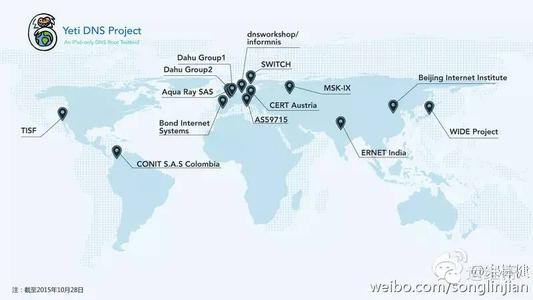 Yeti DNS Project
An IPv6-only DNS Root Testbed
dnsworkshop/
informnis
Dahu Group1
SWITCH
Dahu Group2
Beijing Internet Institute
MSK-IX
Aqua Ray SAS
CERT Austria
Bond Internet
Systems
AS59715
TISF
WIDE Project
ERNET India
CONIT S.A.S Colombia
注：截至2015年10月28日
weibo.com/songlinjian